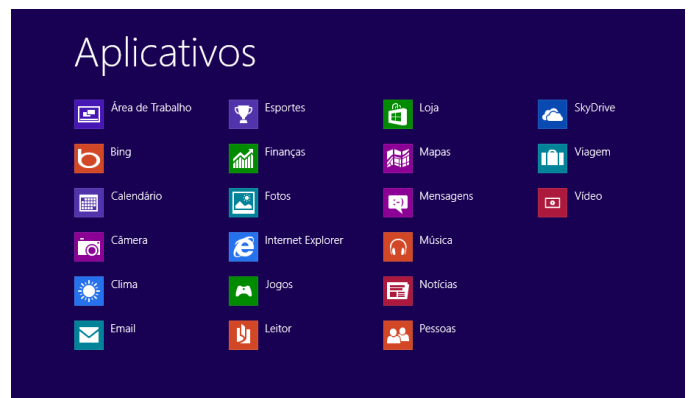 Aplicativos
Área de Trabalho
Bing
Calendário
Câmera
Clima
Email
Esportes
Finanças
Fotos
Internet Explorer
Jogos
Leitor
Loja
Mapas
Mensagens
Música
Notícias
Pessoas
SkyDrive
Viagem
Vídeo